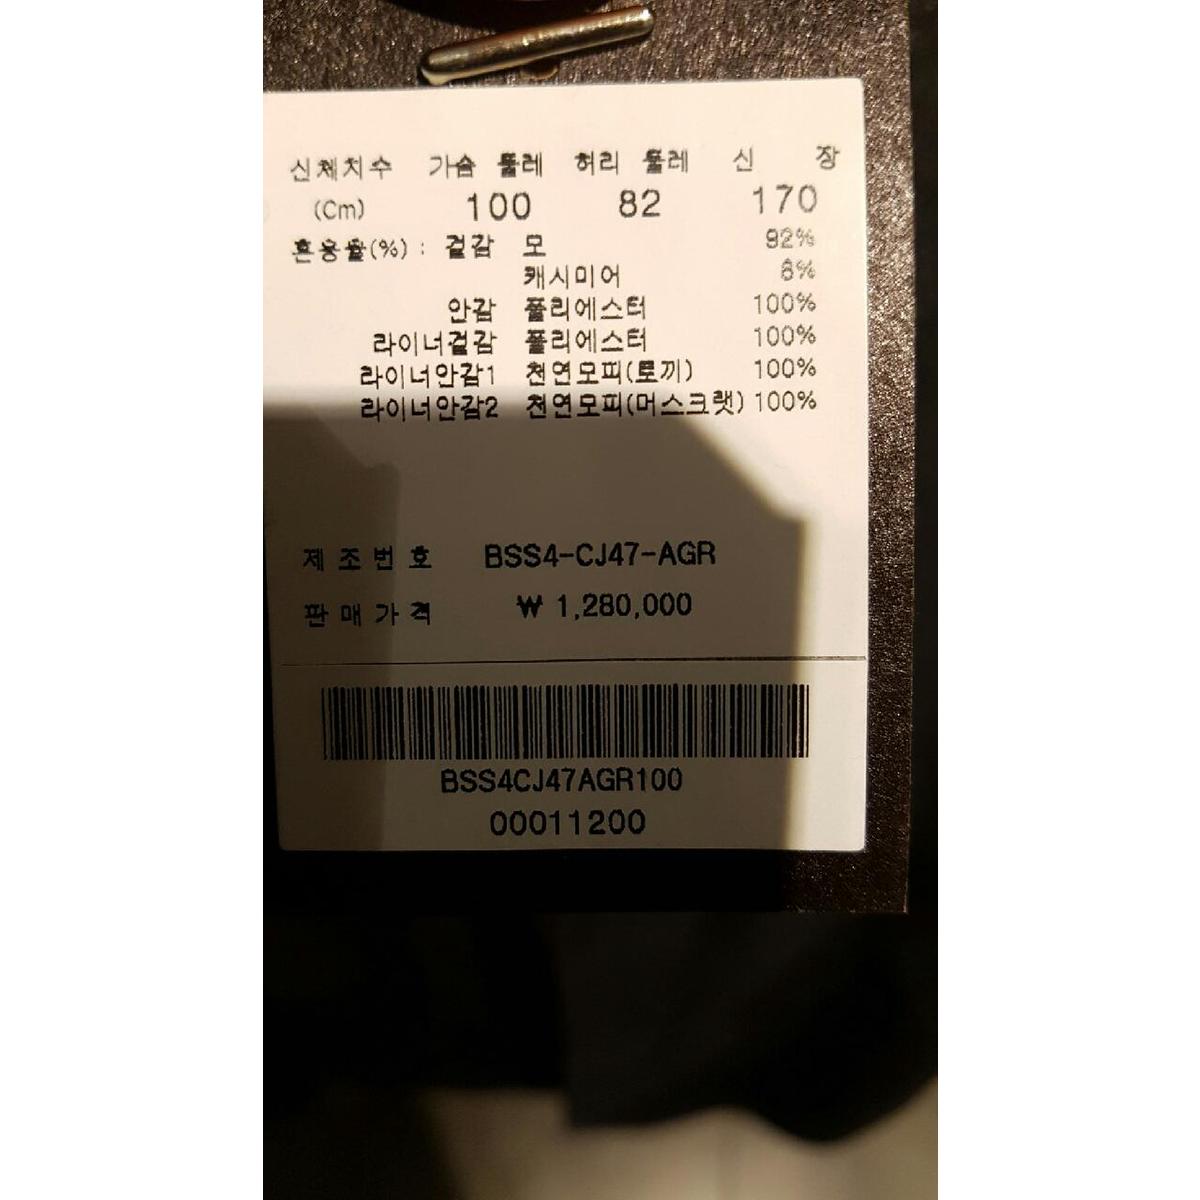 신체치수 가슴 둘레 허리 둘레 신 장
(Cm) 100 82 170
혼용율(%) : 겉감 모 92%
캐시미어 8%
안감 폴리에스터 100%
라이너겉감 폴리에스터 100%
라이너안감1 천연모피(토끼) 100%
라이너안감2 천연모피(머스크랫) 100%
제 조 번 호 BSS4-CJ47-AGR
판 매 가 격 ₩ 1,280,000
BSS4CJ47AGR100
00011200